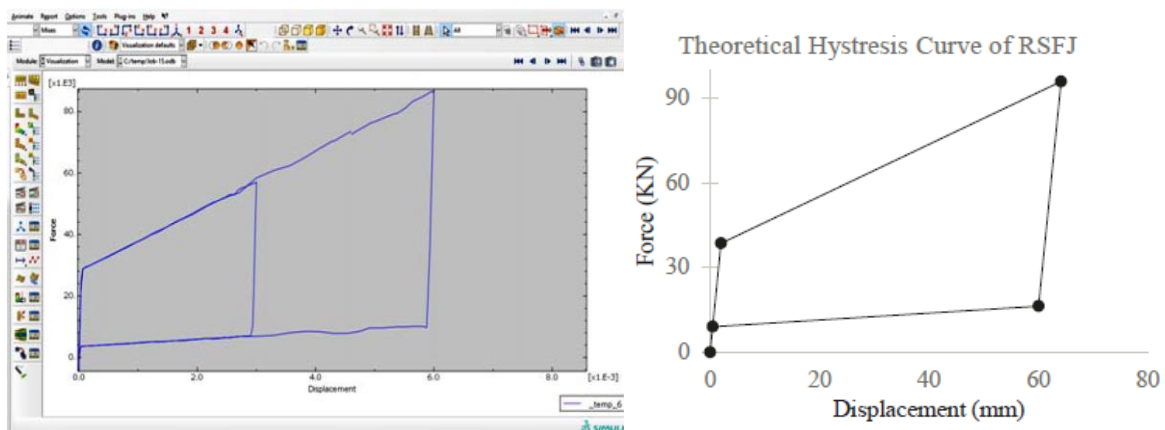 Animate Report Options Tools Plug-ins Help
Mises
1 2 3 4
All
Visualization defaults
Module: Visualization Model: C:/temp/Job-15.odb
[x1.E3]
80.
60.
40.
20.
0.
Force
0.0 2.0 4.0 6.0 8.0
[x1.E-3]
Displacement
_temp_6
SIMULI
Theoretical Hystresis Curve of RSFJ
90
60
30
0
Force (KN)
0 20 40 60 80
Displacement (mm)